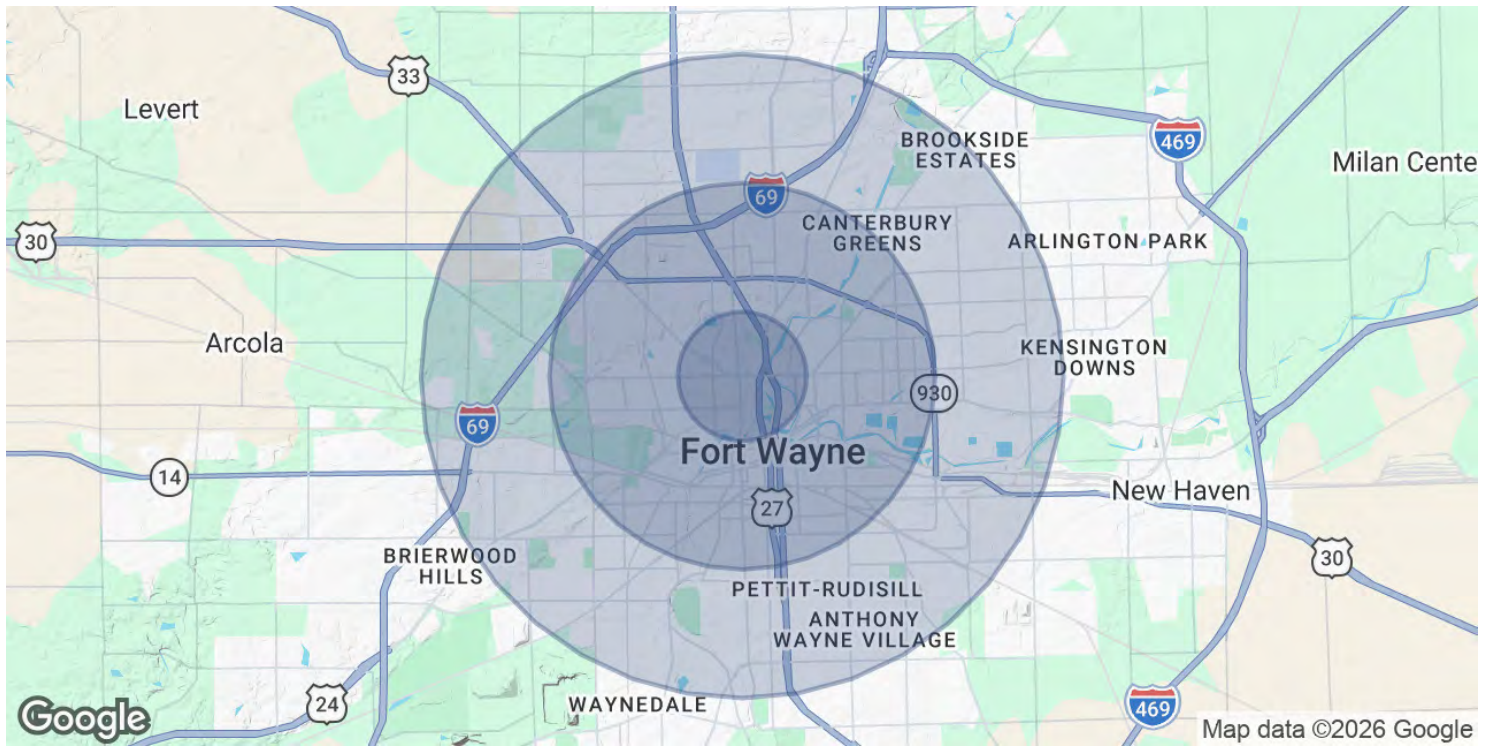 33
Levert
BROOKSIDE
ESTATES
469
Milan Cente
69
CANTERBURY
GREENS
ARLINGTON PARK
30
Arcola
KENSINGTON
DOWNS
930
69
Fort Wayne
14
New Haven
27
BRIERWOOD
HILLS
30
PETTIT-RUDISILL
ANTHONY
WAYNE VILLAGE
24
WAYNEDALE
469
Google
Map data ©2026 Google